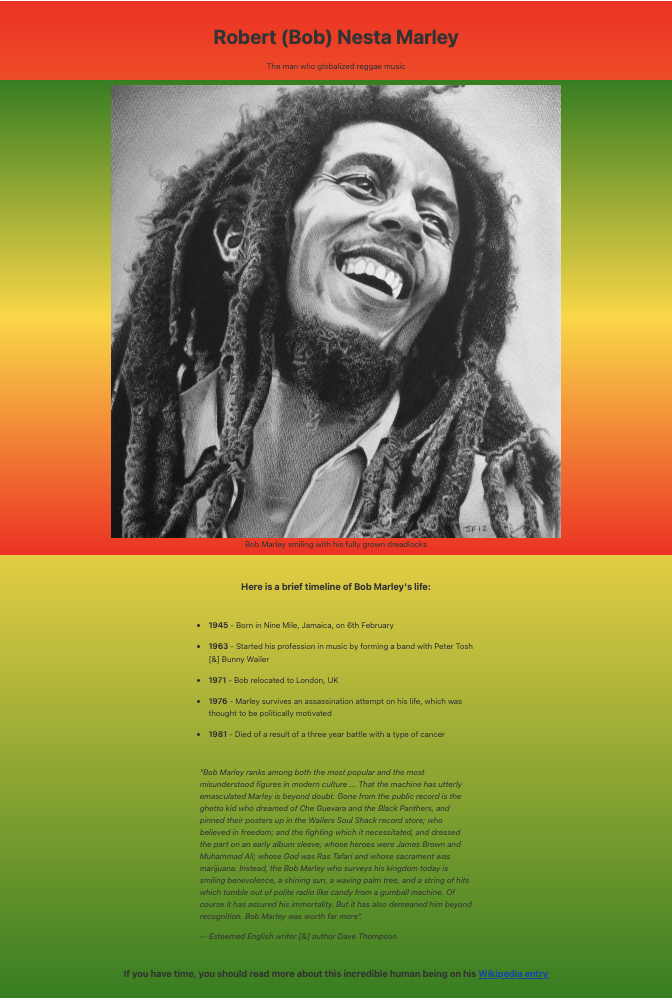 Robert (Bob) Nesta Marley
The man who globalized reggae music
SF 12
Bob Marley smiling with his fully grown dreadlocks
Here is a brief timeline of Bob Marley's life:
1945 - Born in Nine Mile, Jamaica, on 6th February
1963 - Started his profession in music by forming a band with Peter Tosh
[&] Bunny Wailer
1971 - Bob relocated to London, UK
1976 - Marley survives an assassination attempt on his life, which was
thought to be politically motivated
1981 - Died of a result of a three year battle with a type of cancer
"Bob Marley ranks among both the most popular and the most
misunderstood figures in modern culture ... That the machine has utterly
emasculated Marley is beyond doubt. Gone from the public record is the
ghetto kid who dreamed of Che Guevara and the Black Panthers, and
pinned their posters up in the Wailers Soul Shack record store; who
believed in freedom; and the fighting which it necessitated, and dressed
the part on an early album sleeve; whose heroes were James Brown and
Muhammad Ali; whose God was Ras Tafari and whose sacrament was
marijuana. Instead, the Bob Marley who surveys his kingdom today is
smiling benevolence, a shining sun, a waving palm tree, and a string of hits
which tumble out of polite radio like candy from a gumball machine. Of
course it has assured his immortality. But it has also demeaned him beyond
recognition. Bob Marley was worth far more".
-- Esteemed English writer [&] author Dave Thompson
If you have time, you should read more about this incredible human being on his Wikipedia entry